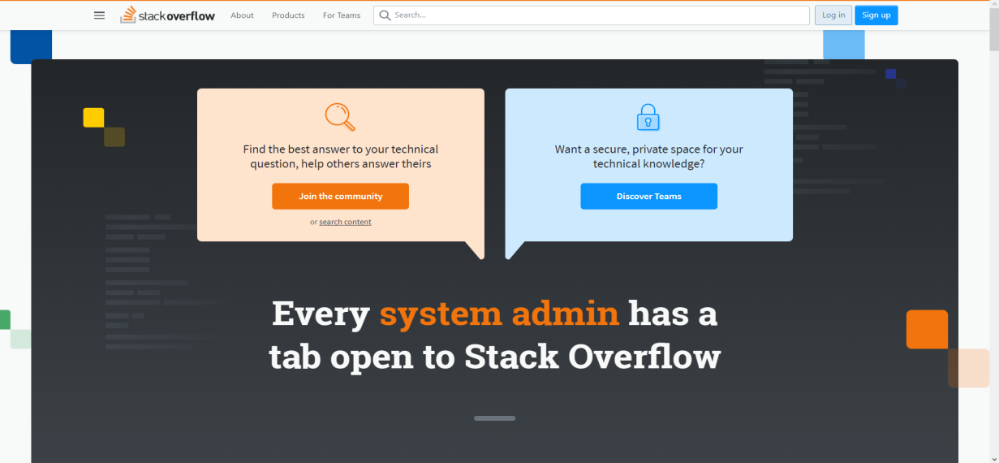 stackoverflow About Products For Teams Search... Log in Sign up
Find the best answer to your technical
question, help others answer theirs
Join the community
or search content
Want a secure, private space for your
technical knowledge?
Discover Teams
Every system admin has a
tab open to Stack Overflow